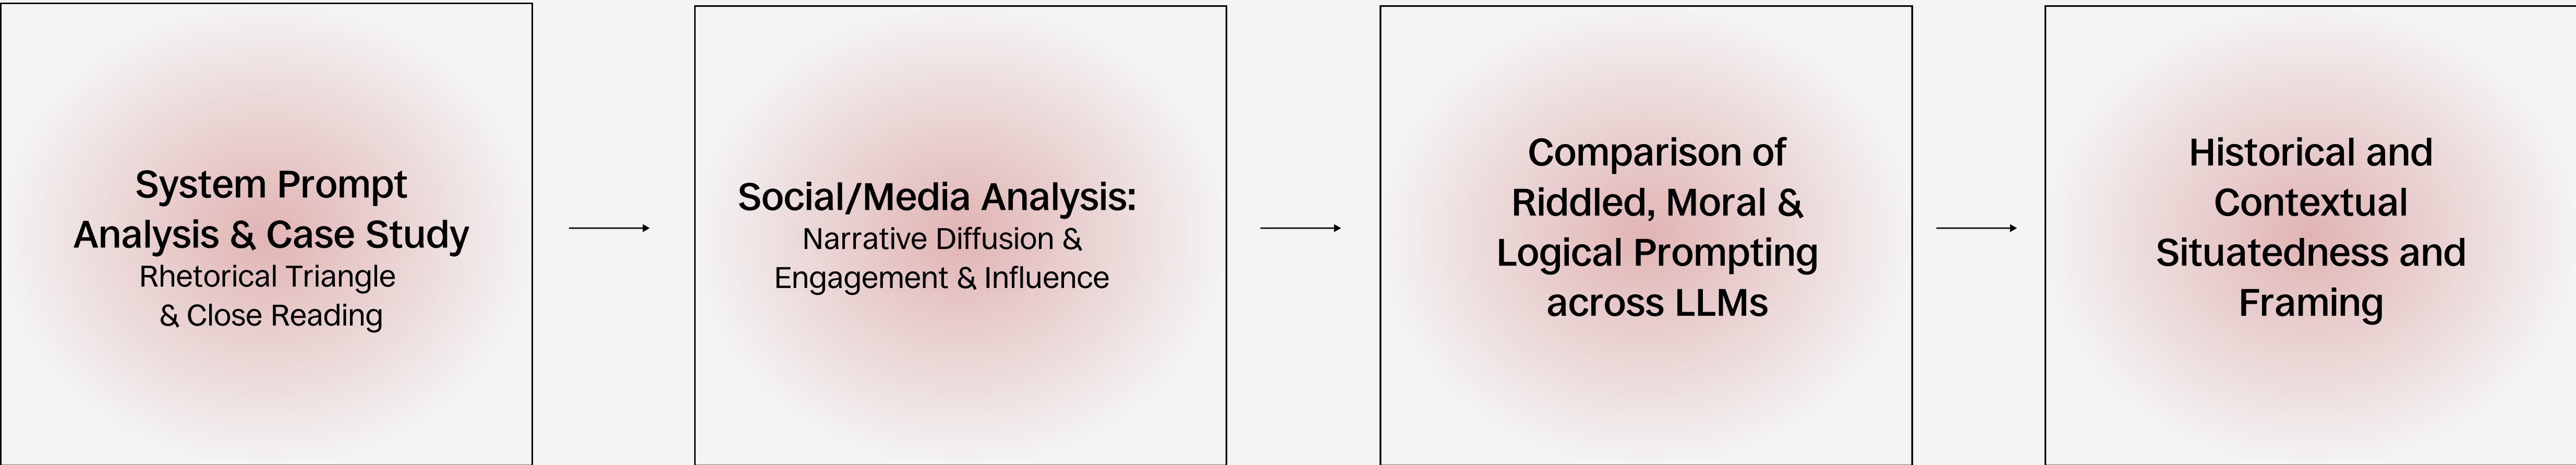 System Prompt
Analysis & Case Study
Rhetorical Triangle
& Close Reading
Social/Media Analysis:
Narrative Diffusion &
Engagement & Influence
Comparison of
Riddled, Moral &
Logical Prompting
across LLMs
Historical and
Contextual
Situatedness and
Framing